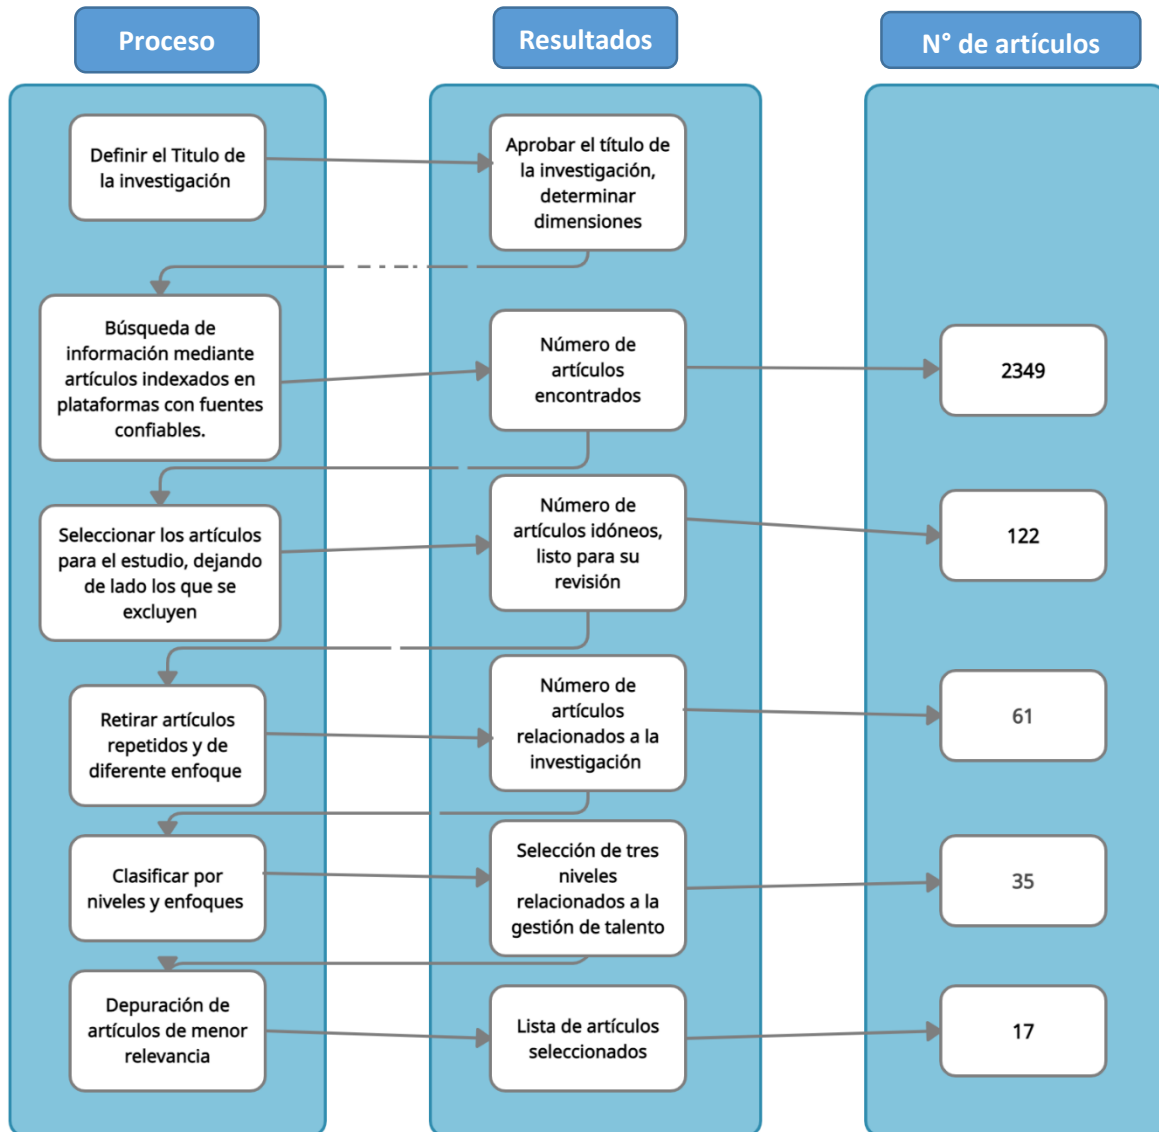 Proceso
Resultados
N° de artículos
Definir el Titulo de
la investigación
Aprobar el título de
la investigación,
determinar
dimensiones
Búsqueda de
información mediante
artículos indexados en
plataformas con fuentes
confiables.
Número de
artículos
encontrados
2349
Seleccionar los artículos
para el estudio, dejando
de lado los que se
excluyen
Número de
artículos idóneos,
listo para su
revisión
122
Retirar artículos
repetidos y de
diferente enfoque
Número de
artículos
relacionados a la
investigación
61
Clasificar por
niveles y enfoques
Selección de tres
niveles
relacionados a la
gestión de talento
35
Depuración de
artículos de menor
relevancia
Lista de artículos
seleccionados
17